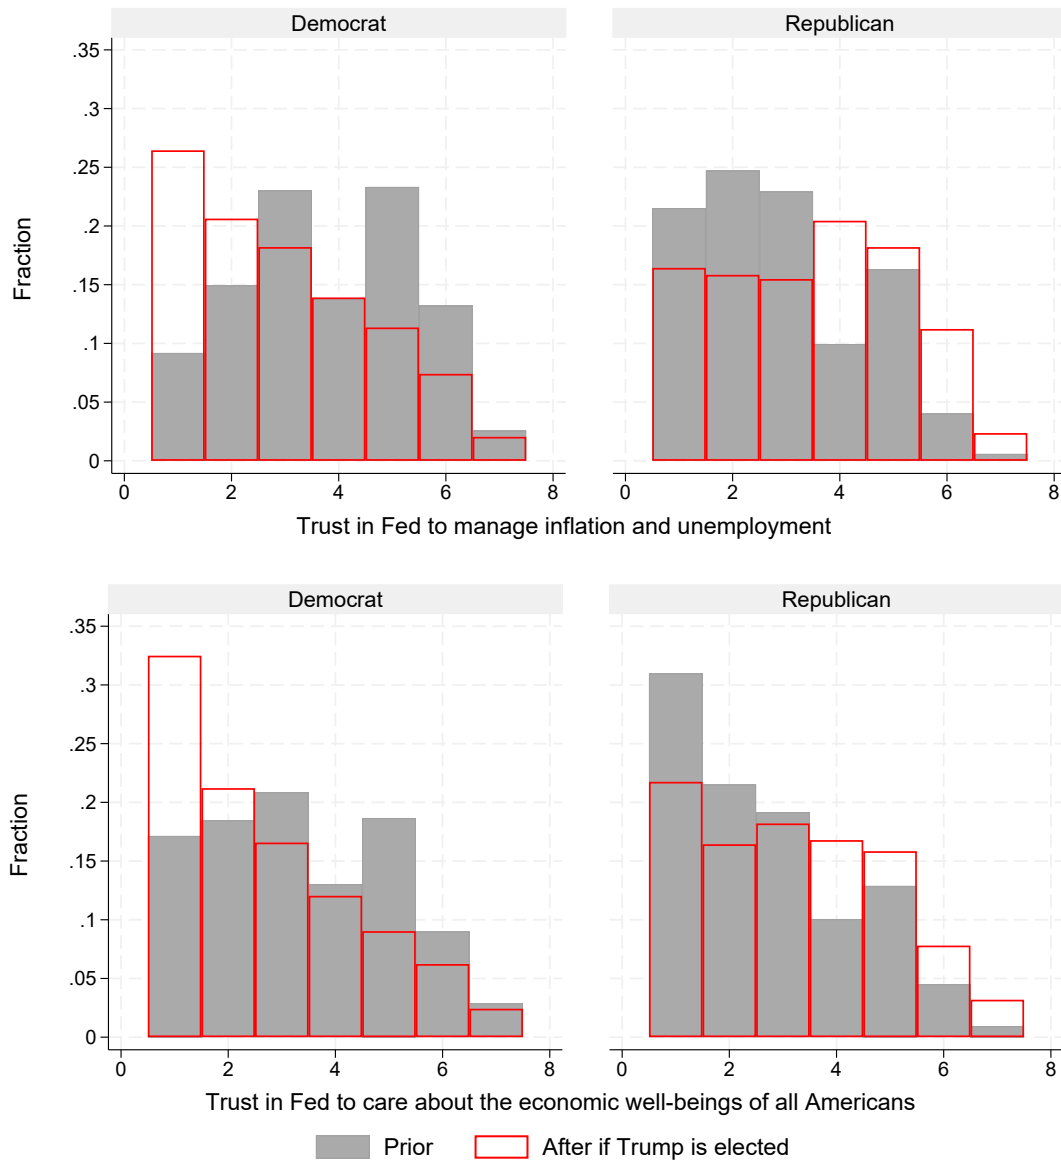 Democrat
Republican
.35
.3
.25
.2
.15
.1
.05
0
Fraction
0 2 4 6 8
0 2 4 6 8
Trust in Fed to manage inflation and unemployment
Democrat
Republican
.35
.3
.25
.2
.15
.1
.05
0
Fraction
0 2 4 6 8
0 2 4 6 8
Trust in Fed to care about the economic well-beings of all Americans
Prior
After if Trump is elected